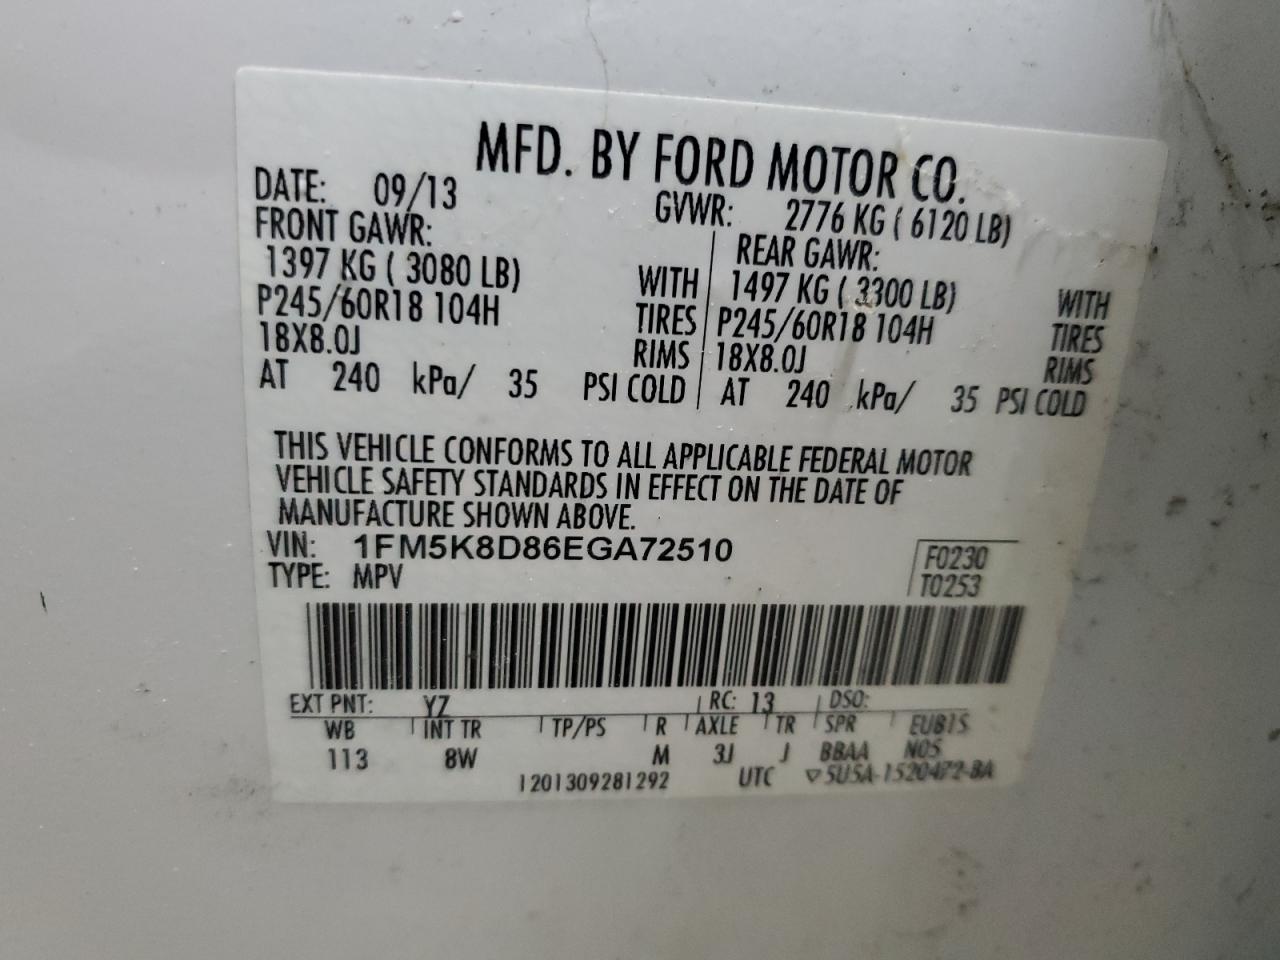 MFD. BY FORD MOTOR CO.
DATE: 09/13 GVWR: 2776 KG ( 6120 LB)
FRONT GAWR: REAR GAWR:
1397 KG ( 3080 LB) WITH 1497 KG ( 3300 LB) WITH
P245/60R18 104H TIRES P245/60R18 104H TIRES
18X8.0J RIMS 18X8.0J RIMS
AT 240 kPa/ 35 PSI COLD AT 240 kPa/ 35 PSI COLD
THIS VEHICLE CONFORMS TO ALL APPLICABLE FEDERAL MOTOR
VEHICLE SAFETY STANDARDS IN EFFECT ON THE DATE OF
MANUFACTURE SHOWN ABOVE.
VIN: 1FM5K8D86EGA72510 F0230
TYPE: MPV T0253
EXT PNT: YZ RC: 13 DSO:
WB INT TR TP/PS R AXLE TR SPR EUB1S
113 8W M 3J J BBAA N05
1201309281292 UTC ▽5U5A-1520472-BA